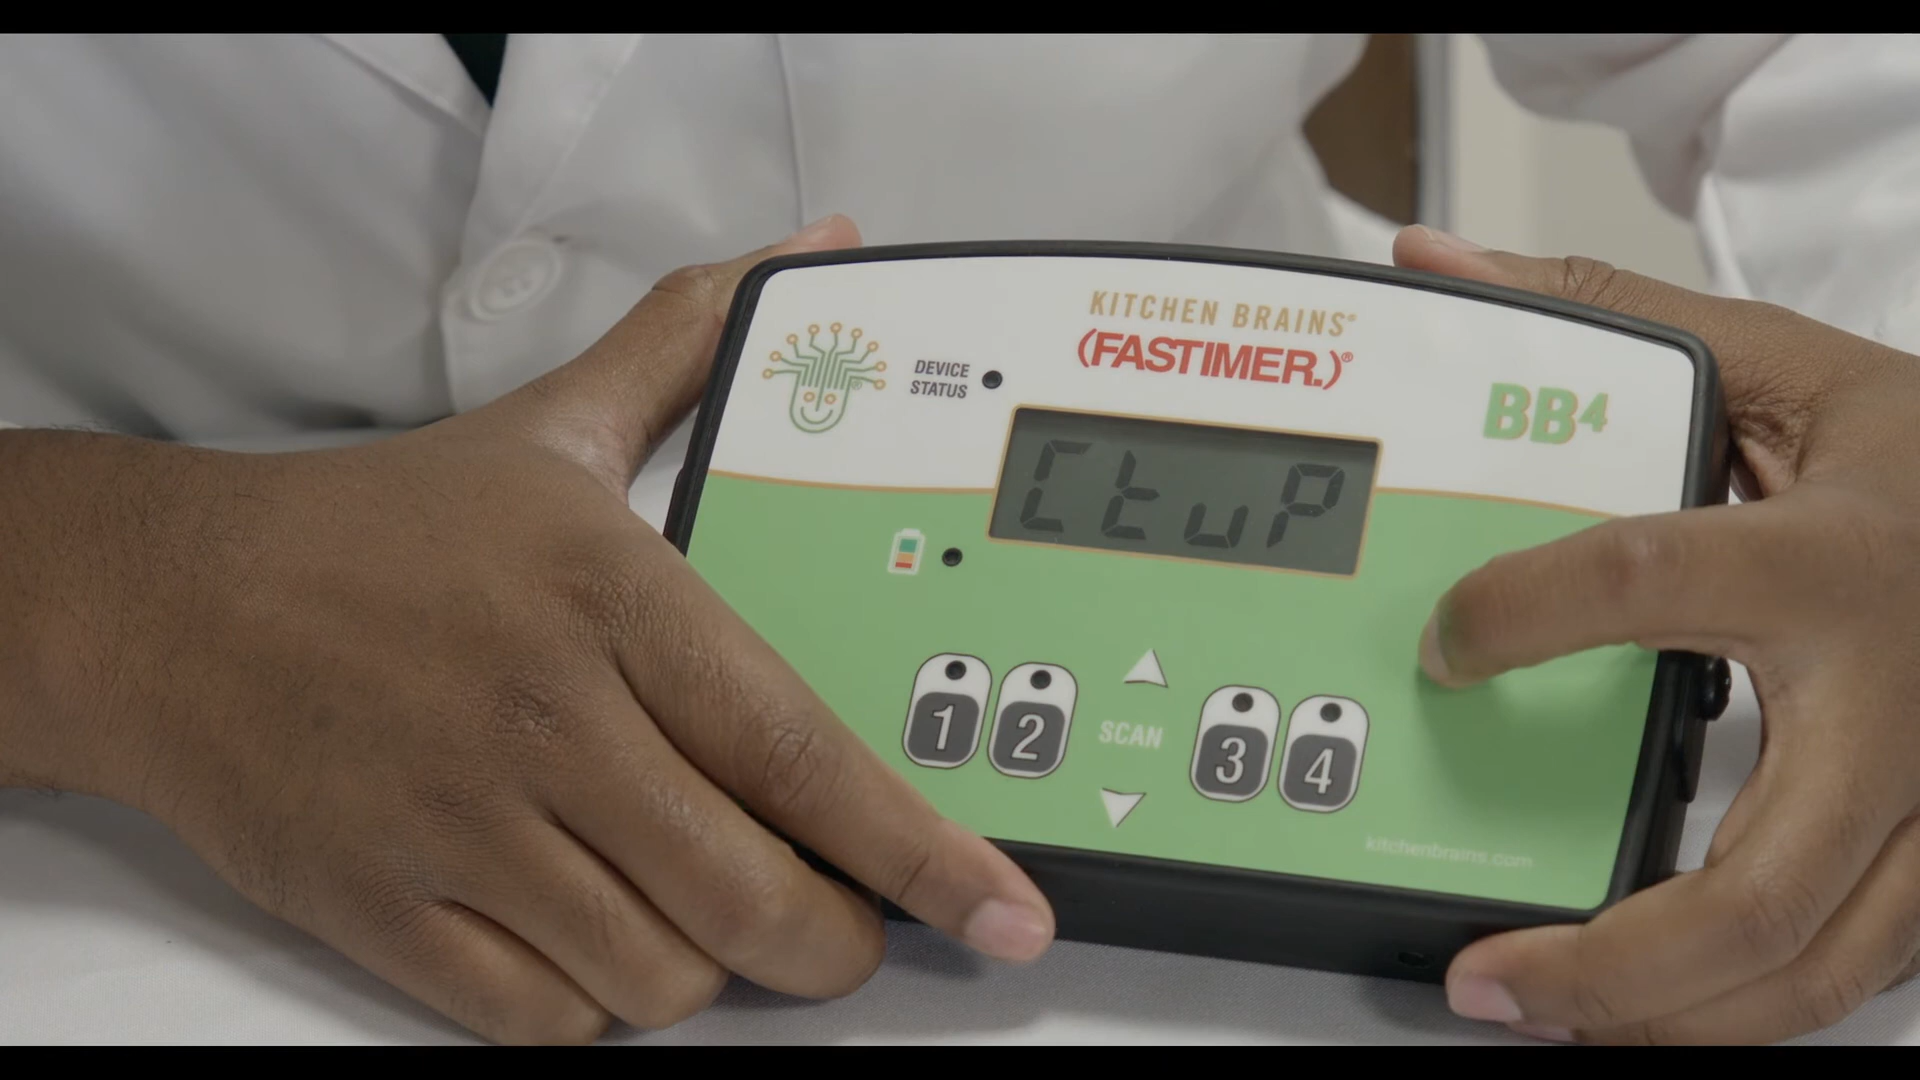 KITCHEN BRAINS®
(FASTIMER.)®
DEVICE
STATUS
BB4
CtuP
1
2
SCAN
3
4
kitchenbrains.com